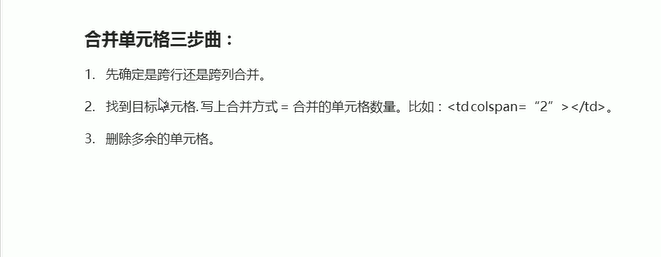 合并单元格三步曲：
1. 先确定是跨行还是跨列合并。
2. 找到目标单元格.写上合并方式 = 合并的单元格数量。比如：<td colspan=“2”></td>。
3. 删除多余的单元格。